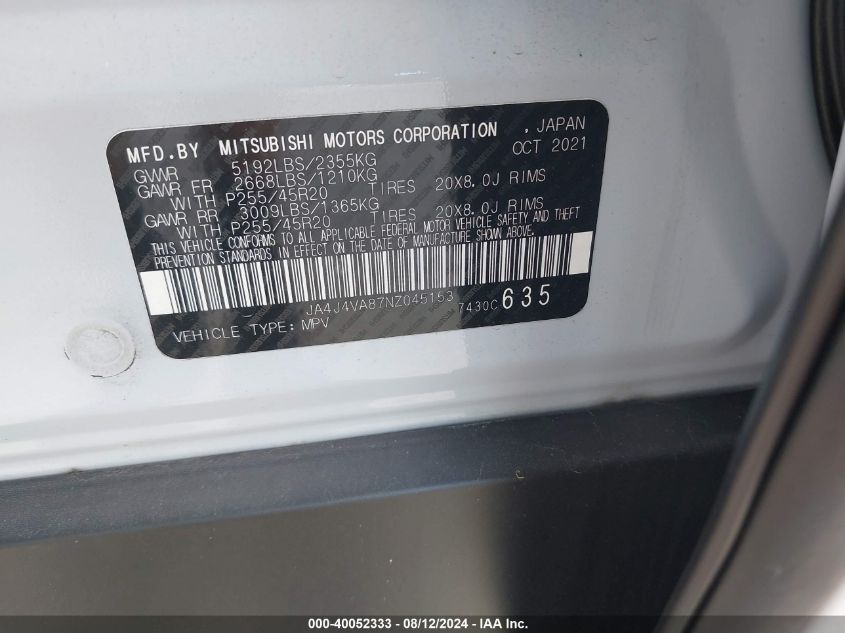 MFD.BY MITSUBISHI MOTORS CORPORATION , JAPAN
OCT 2021
GVWR 5192LBS/2355KG
GAWR FR 2668LBS/1210KG
WITH P255/45R20 TIRES 20X8.0J RIMS
GAWR RR 3009LBS/1365KG
WITH P255/45R20 TIRES 20X8.0J RIMS
THIS VEHICLE CONFORMS TO ALL APPLICABLE FEDERAL MOTOR VEHICLE SAFETY AND THEFT
PREVENTION STANDARDS IN EFFECT ON THE DATE OF MANUFACTURE SHOWN ABOVE.
JA4J4VA87NZ045153
7430C 635
VEHICLE TYPE: MPV
000-40052333 - 08/12/2024 - IAA Inc.